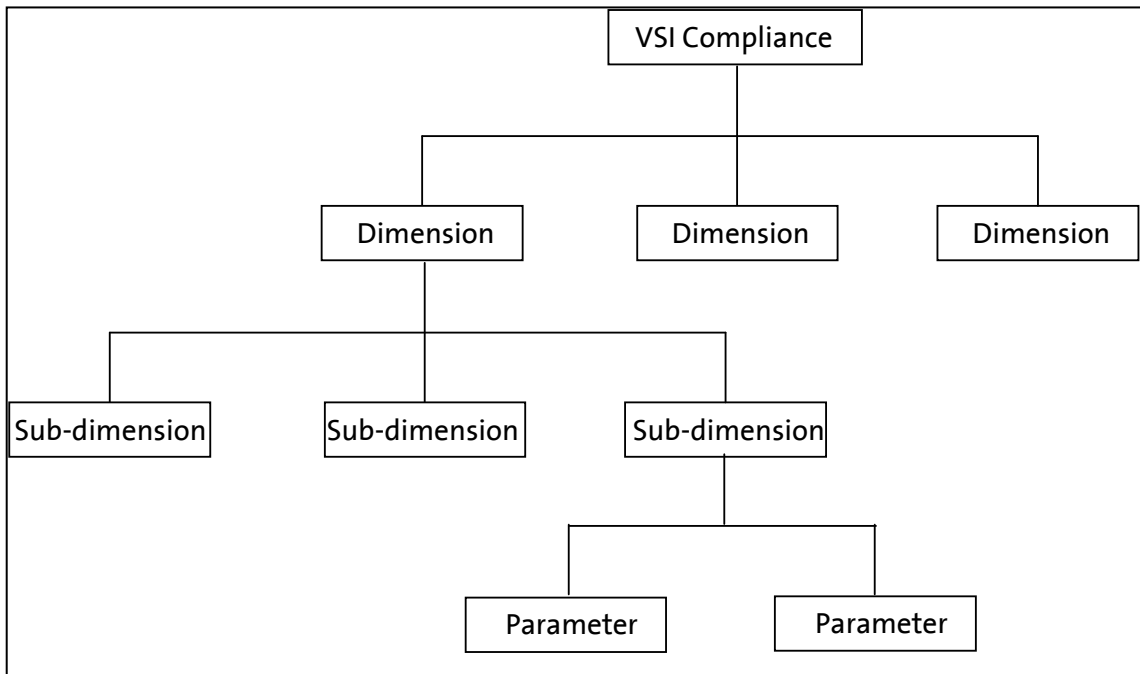 VSI Compliance
Dimension
Dimension
Dimension
Sub-dimension
Sub-dimension
Sub-dimension
Parameter
Parameter